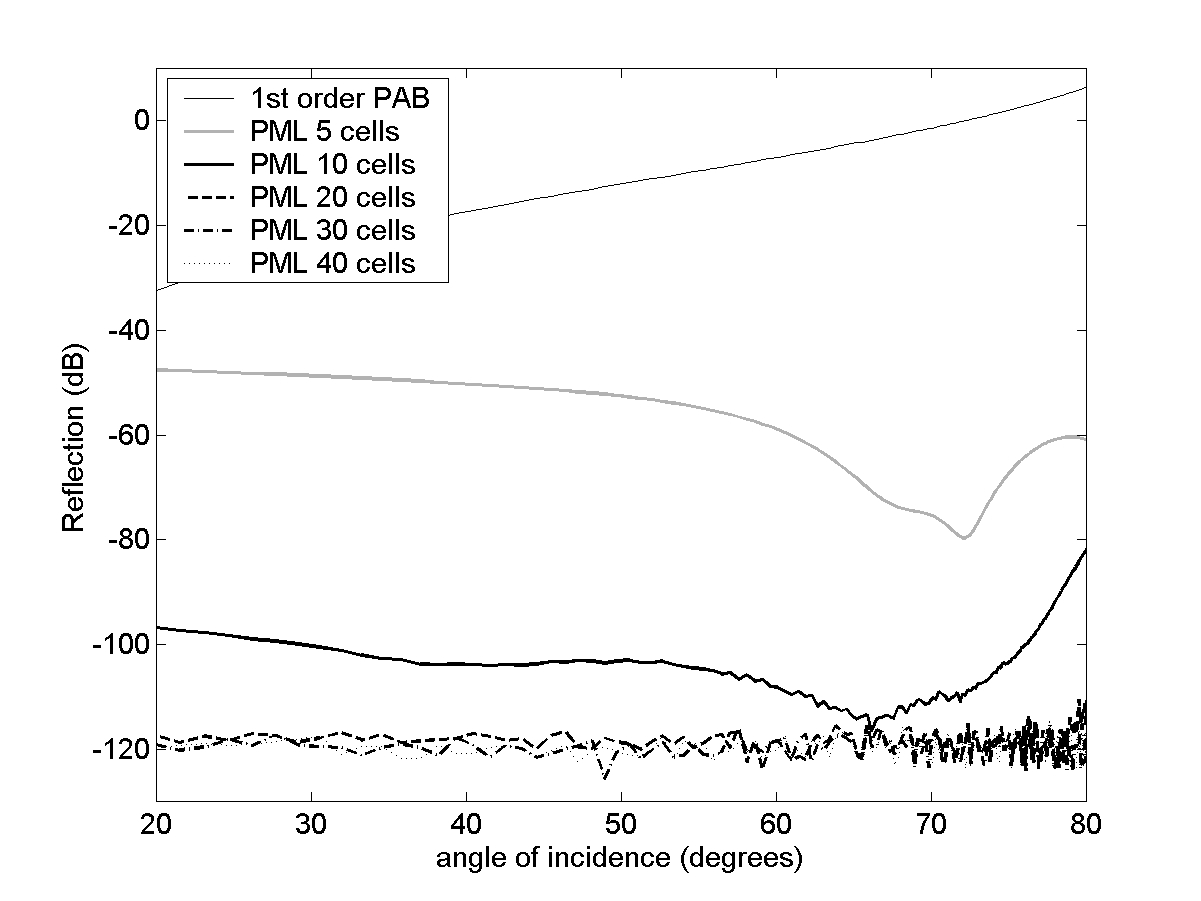 1st order PAB
PML 5 cells
PML 10 cells
PML 20 cells
PML 30 cells
PML 40 cells
0
-20
-40
-60
-80
-100
-120
Reflection (dB)
20 30 40 50 60 70 80
angle of incidence (degrees)